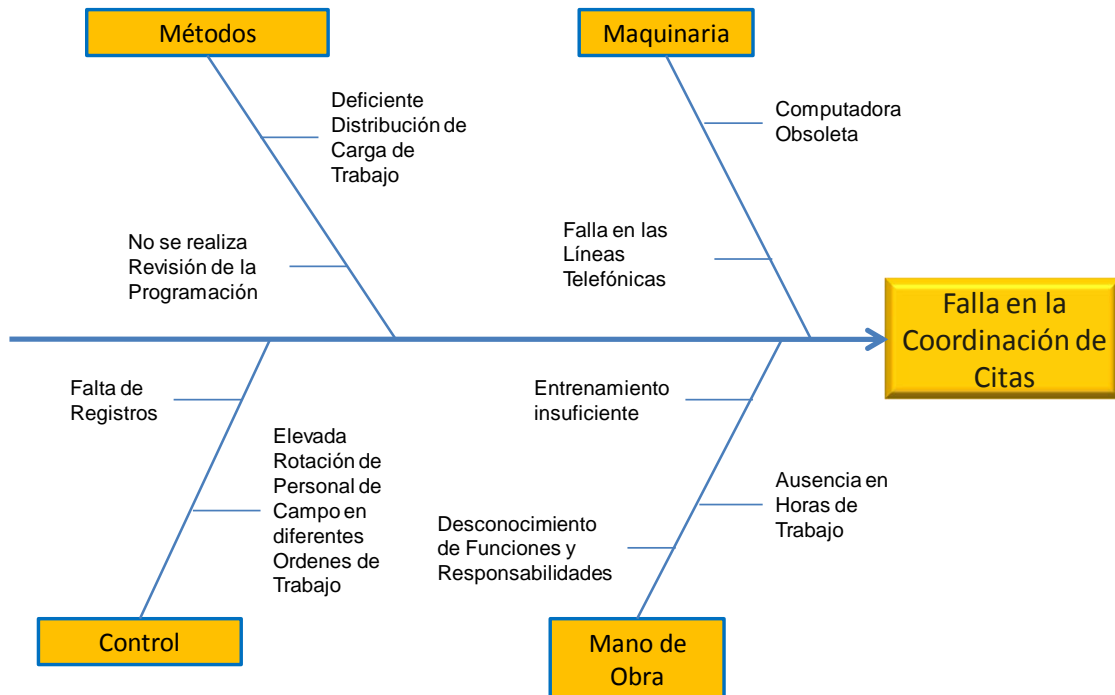 Métodos
Maquinaria
Deficiente
Distribución de
Carga de
Trabajo
Computadora
Obsoleta
No se realiza
Revisión de la
Programación
Falla en las
Líneas
Telefónicas
Falla en la
Coordinación de
Citas
Falta de
Registros
Entrenamiento
insuficiente
Elevada
Rotación de
Personal de
Campo en
diferentes
Ordenes de
Trabajo
Ausencia en
Horas de
Trabajo
Desconocimiento
de Funciones y
Responsabilidades
Control
Mano de
Obra